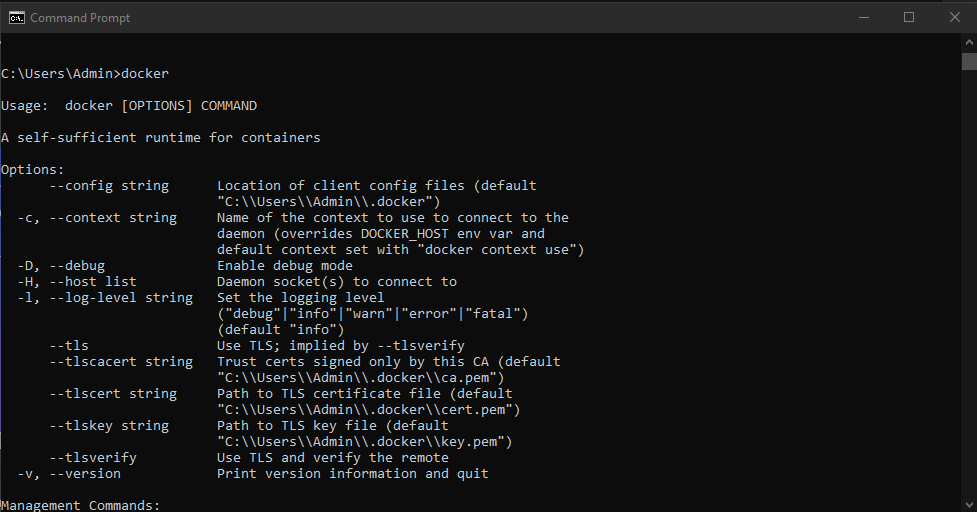 Command Prompt
C:\Users\Admin>docker
Usage:  docker [OPTIONS] COMMAND
A self-sufficient runtime for containers
Options:
      --config string      Location of client config files (default
                           "C:\\Users\\Admin\\.docker")
  -c, --context string     Name of the context to use to connect to the
                           daemon (overrides DOCKER_HOST env var and
                           default context set with "docker context use")
  -D, --debug              Enable debug mode
  -H, --host list          Daemon socket(s) to connect to
  -l, --log-level string   Set the logging level
                           ("debug"|"info"|"warn"|"error"|"fatal")
                           (default "info")
      --tls                Use TLS; implied by --tlsverify
      --tlscacert string   Trust certs signed only by this CA (default
                           "C:\\Users\\Admin\\.docker\\ca.pem")
      --tlscert string     Path to TLS certificate file (default
                           "C:\\Users\\Admin\\.docker\\cert.pem")
      --tlskey string      Path to TLS key file (default
                           "C:\\Users\\Admin\\.docker\\key.pem")
      --tlsverify          Use TLS and verify the remote
  -v, --version            Print version information and quit
Management Commands: